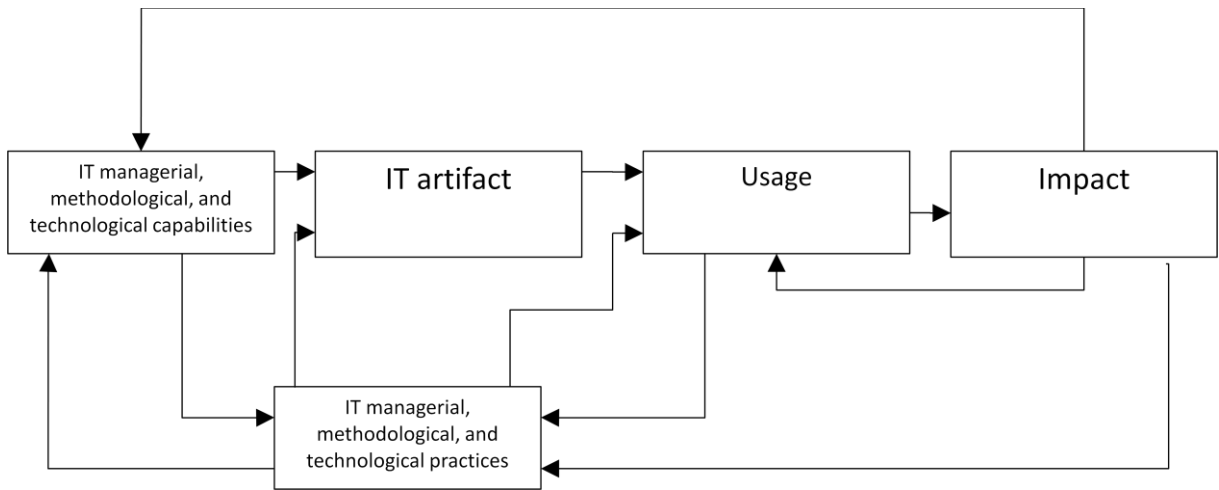 IT managerial,
methodological, and
technological capabilities
IT artifact
Usage
Impact
IT managerial,
methodological, and
technological practices